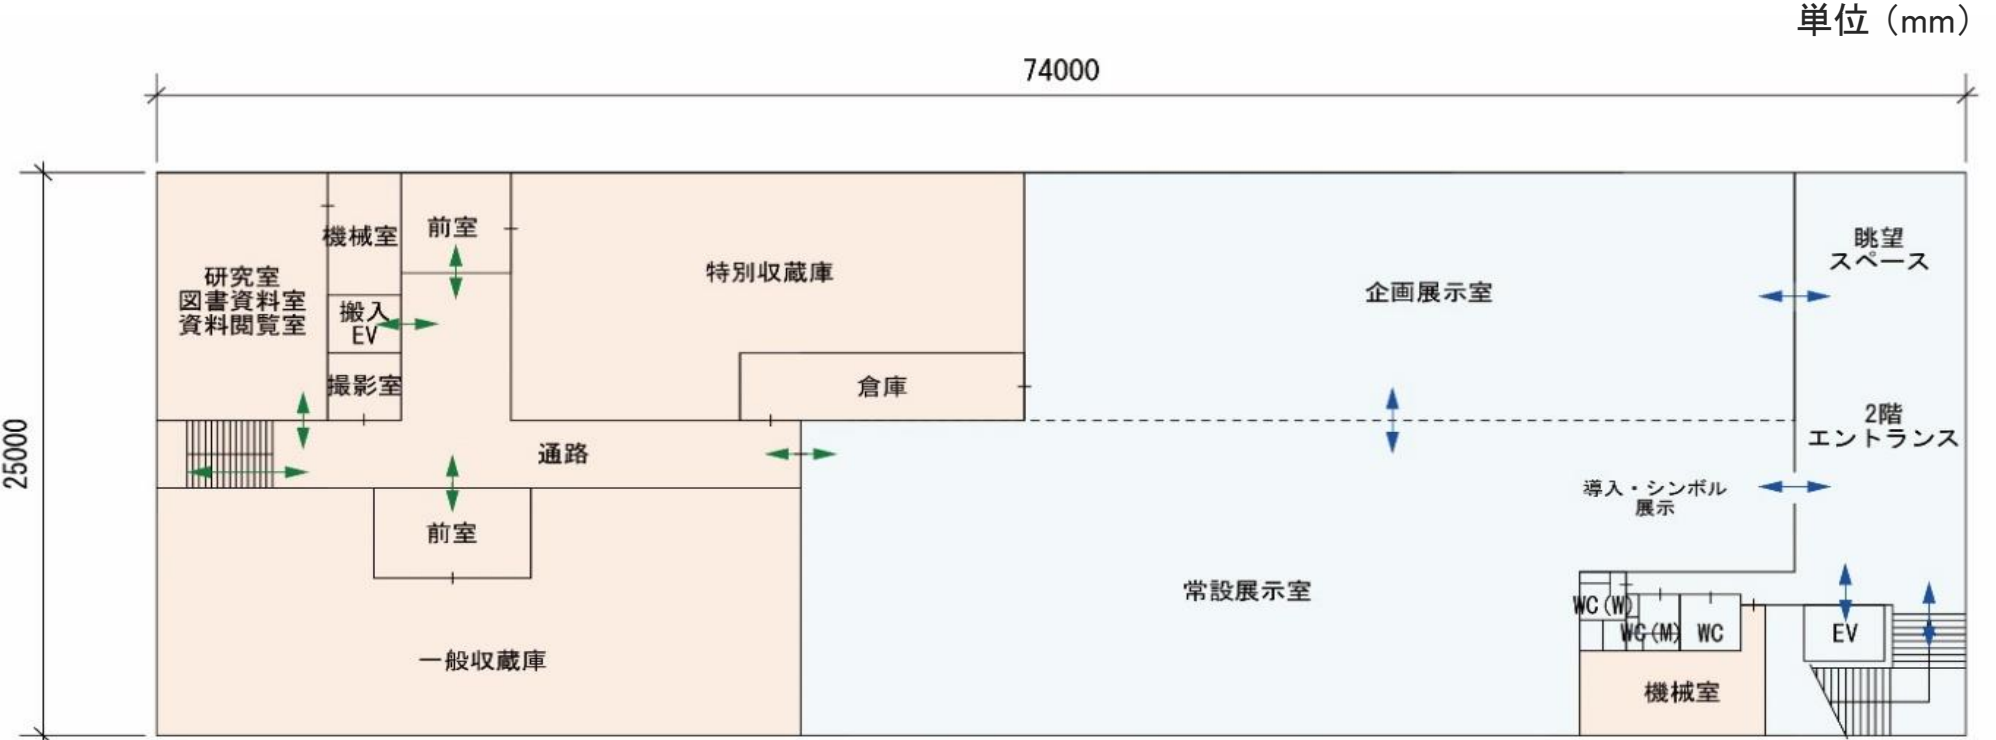 単位（mm）
74000
25000
研究室
図書資料室
資料閲覧室
機械室
搬入
EV
撮影室
前室
特別収蔵庫
倉庫
企画展示室
眺望
スペース
2階
エントランス
通路
導入・シンボル
展示
前室
一般収蔵庫
常設展示室
WC(W)
WC(M)
WC
EV
機械室